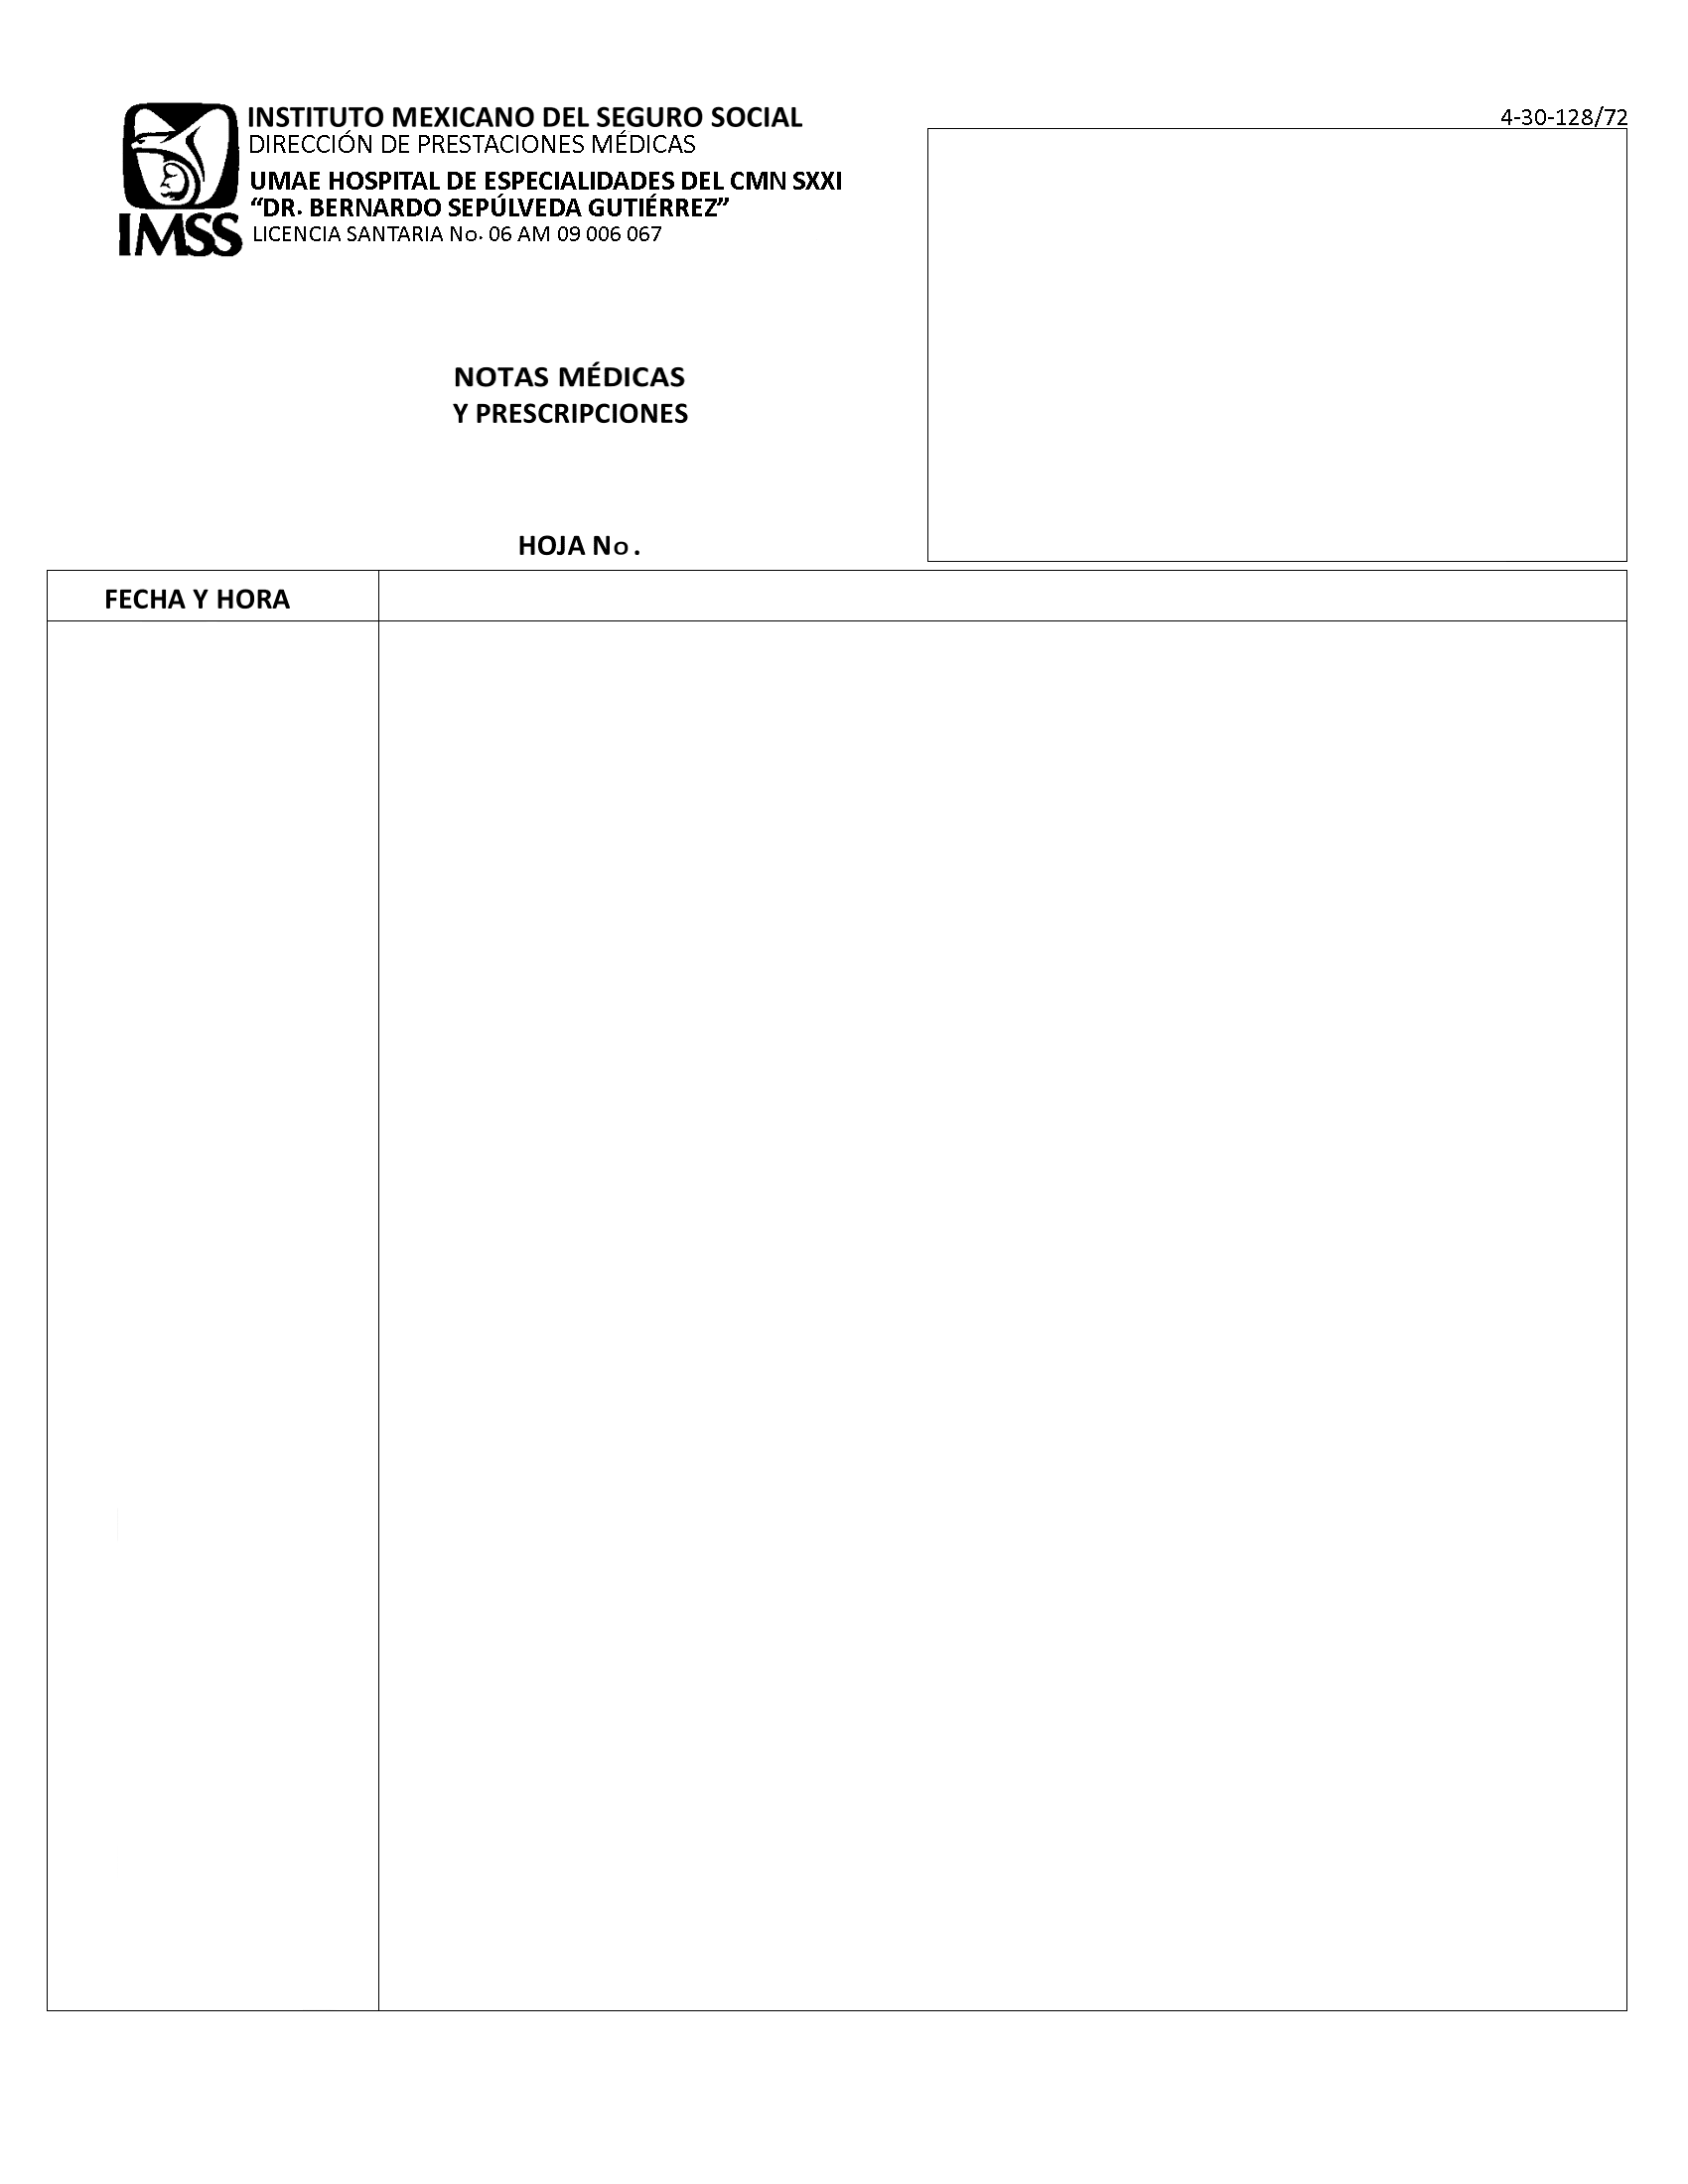 INSTITUTO MEXICANO DEL SEGURO SOCIAL
DIRECCIÓN DE PRESTACIONES MÉDICAS
UMAE HOSPITAL DE ESPECIALIDADES DEL CMN SXXI
“DR. BERNARDO SEPÚLVEDA GUTIÉRREZ”
LICENCIA SANTARIA No. 06 AM 09 006 067
IMSS
4-30-128/72
NOTAS MÉDICAS
Y PRESCRIPCIONES
HOJA No.
FECHA Y HORA